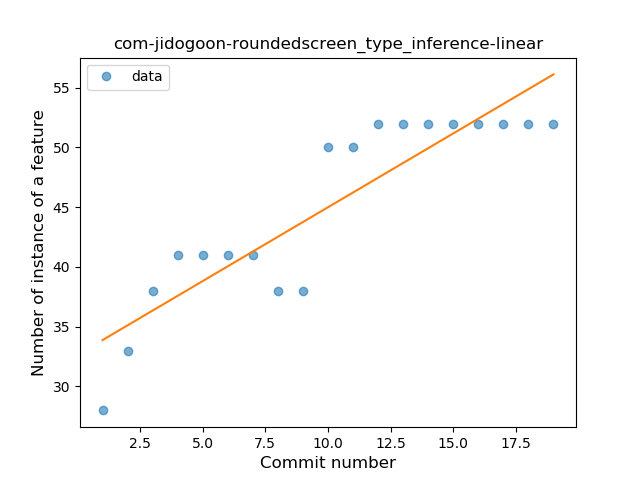 com-jidogoon-roundedscreen_type_inference-linear
data
Number of instance of a feature
55
50
45
40
35
30
2.5 5.0 7.5 10.0 12.5 15.0 17.5
Commit number